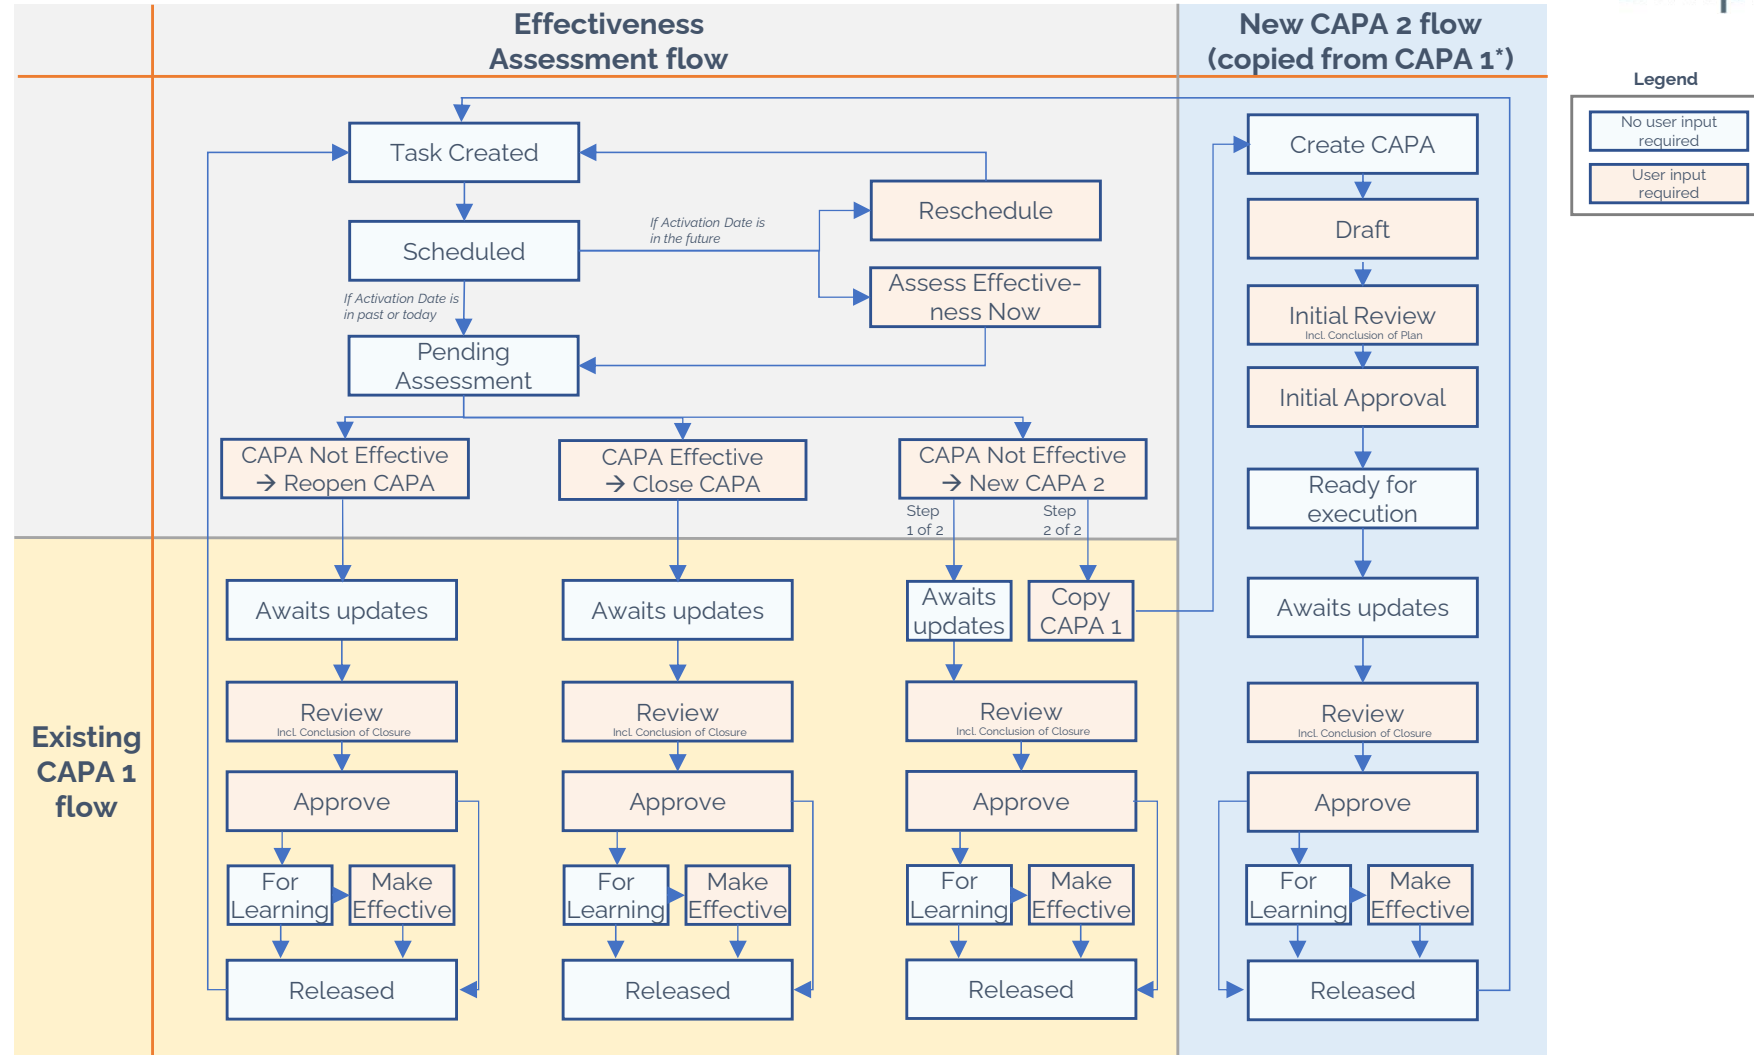 Effectiveness
Assessment flow
New CAPA 2 flow
(copied from CAPA 1*)
Legend
No user input
required
User input
required
Task Created
Scheduled
If Activation Date is
in the future
Reschedule
Assess Effective-
ness Now
If Activation Date is
in past or today
Pending
Assessment
CAPA Not Effective
→ Reopen CAPA
CAPA Effective
→ Close CAPA
CAPA Not Effective
→ New CAPA 2
Step
1 of 2
Step
2 of 2
Existing
CAPA 1
flow
Awaits updates
Review
Incl. Conclusion of Closure
Approve
For
Learning
Make
Effective
Released
Awaits updates
Review
Incl. Conclusion of Closure
Approve
For
Learning
Make
Effective
Released
Awaits
updates
Copy
CAPA 1
Review
Incl. Conclusion of Closure
Approve
For
Learning
Make
Effective
Released
Create CAPA
Draft
Initial Review
Incl. Conclusion of Plan
Initial Approval
Ready for
execution
Awaits updates
Review
Incl. Conclusion of Closure
Approve
For
Learning
Make
Effective
Released